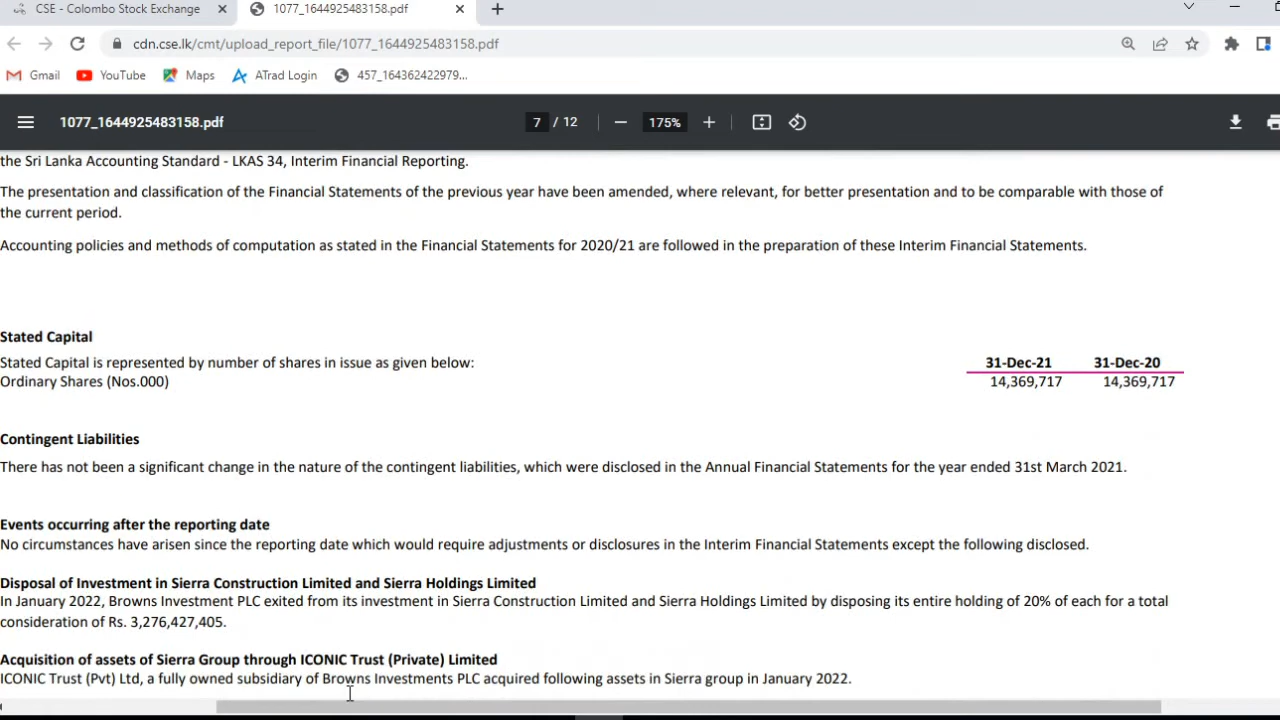 CSE - Colombo Stock Exchange
1077_1644925483158.pdf
cdn.cse.lk/cmt/upload_report_file/1077_1644925483158.pdf
Gmail YouTube Maps ATrad Login 457_164362422979...
1077_1644925483158.pdf 7 / 12 175%
the Sri Lanka Accounting Standard - LKAS 34, Interim Financial Reporting.
The presentation and classification of the Financial Statements of the previous year have been amended, where relevant, for better presentation and to be comparable with those of
the current period.
Accounting policies and methods of computation as stated in the Financial Statements for 2020/21 are followed in the preparation of these Interim Financial Statements.
Stated Capital
Stated Capital is represented by number of shares in issue as given below: 31-Dec-21 31-Dec-20
Ordinary Shares (Nos.000) 14,369,717 14,369,717
Contingent Liabilities
There has not been a significant change in the nature of the contingent liabilities, which were disclosed in the Annual Financial Statements for the year ended 31st March 2021.
Events occurring after the reporting date
No circumstances have arisen since the reporting date which would require adjustments or disclosures in the Interim Financial Statements except the following disclosed.
Disposal of Investment in Sierra Construction Limited and Sierra Holdings Limited
In January 2022, Browns Investment PLC exited from its investment in Sierra Construction Limited and Sierra Holdings Limited by disposing its entire holding of 20% of each for a total
consideration of Rs. 3,276,427,405.
Acquisition of assets of Sierra Group through ICONIC Trust (Private) Limited
ICONIC Trust (Pvt) Ltd, a fully owned subsidiary of Browns Investments PLC acquired following assets in Sierra group in January 2022.